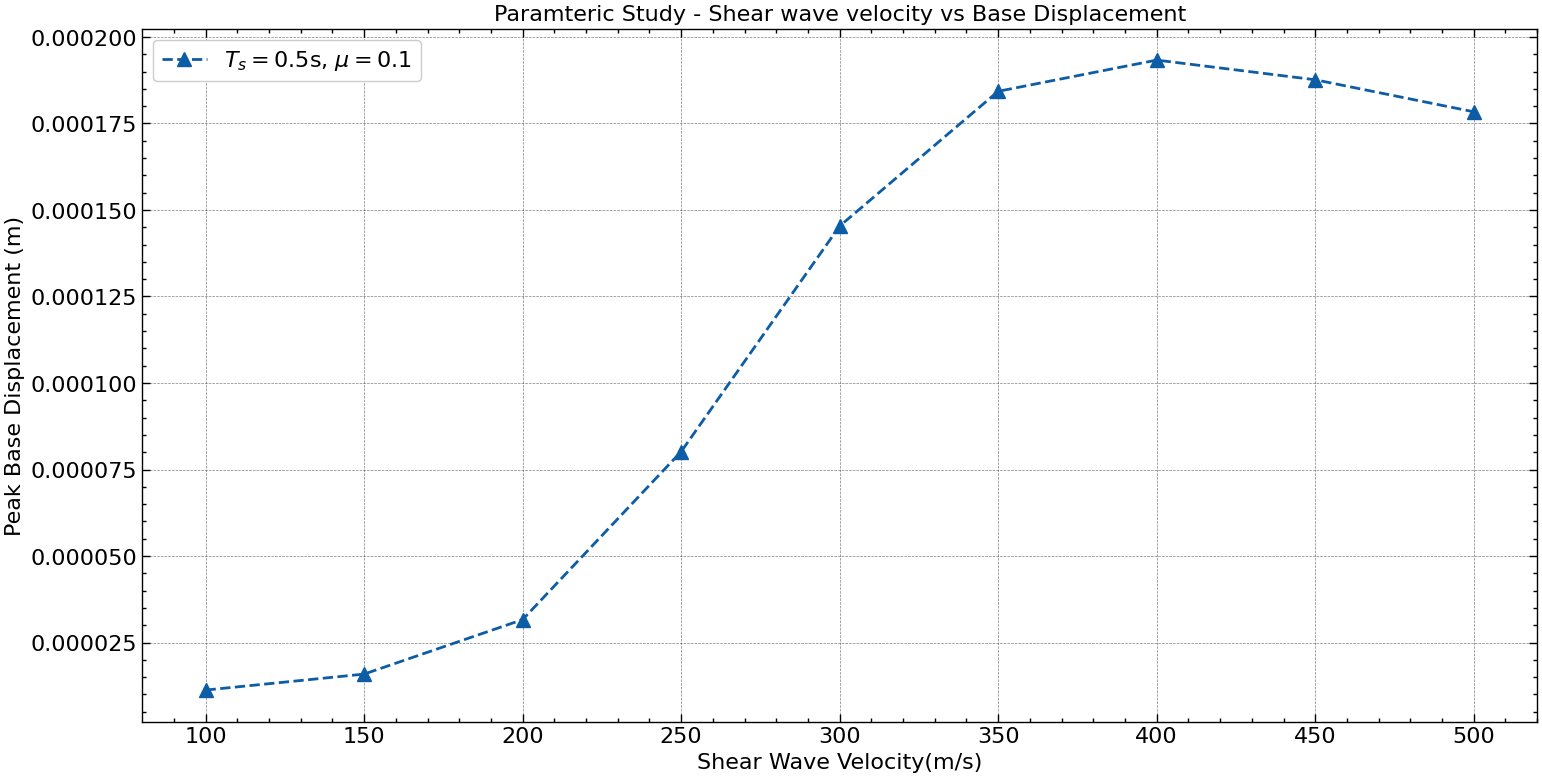 Paramteric Study - Shear wave velocity vs Base Displacement
T_s = 0.5s, μ = 0.1
Peak Base Displacement (m)
0.000200
0.000175
0.000150
0.000125
0.000100
0.000075
0.000050
0.000025
100 150 200 250 300 350 400 450 500
Shear Wave Velocity(m/s)